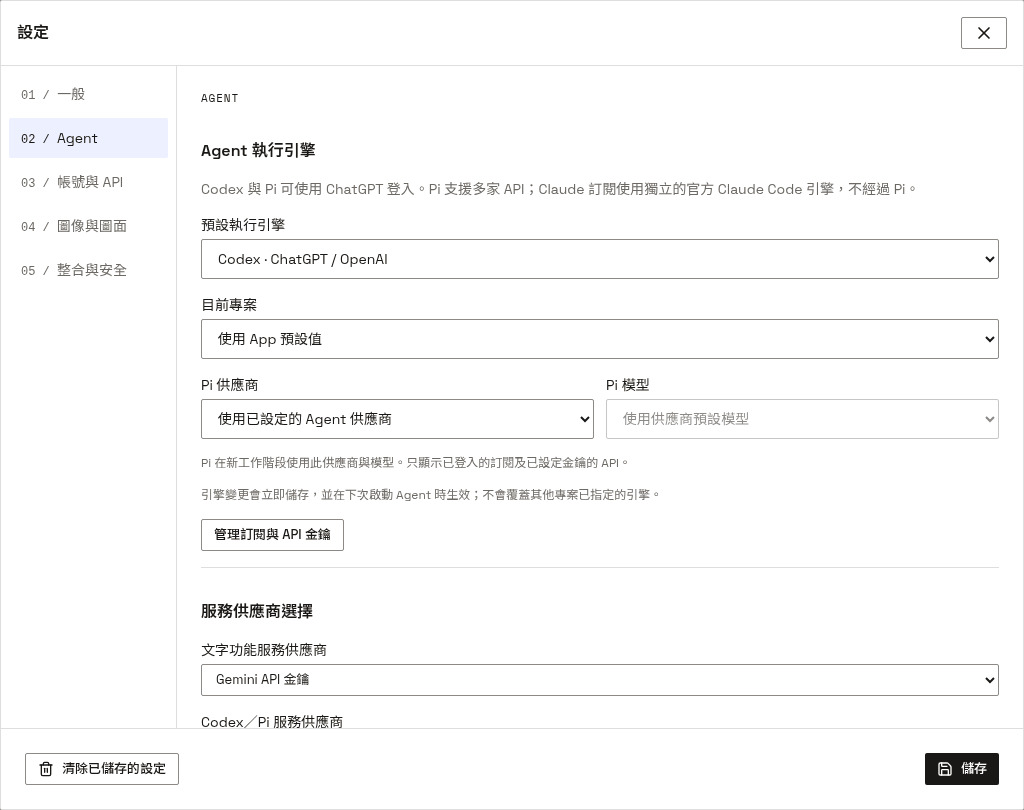 設定
01 / 一般
02 / Agent
03 / 帳號與 API
04 / 圖像與圖面
05 / 整合與安全
AGENT
Agent 執行引擎
Codex 與 Pi 可使用 ChatGPT 登入。Pi 支援多家 API；Claude 訂閱使用獨立的官方 Claude Code 引擎，不經過 Pi。
預設執行引擎
Codex · ChatGPT / OpenAI
目前專案
使用 App 預設值
Pi 供應商
Pi 模型
使用已設定的 Agent 供應商
使用供應商預設模型
Pi 在新工作階段使用此供應商與模型。只顯示已登入的訂閱及已設定金鑰的 API。
引擎變更會立即儲存，並在下次啟動 Agent 時生效；不會覆蓋其他專案已指定的引擎。
管理訂閱與 API 金鑰
服務供應商選擇
文字功能服務供應商
Gemini API 金鑰
Codex／Pi 服務供應商
清除已儲存的設定
儲存